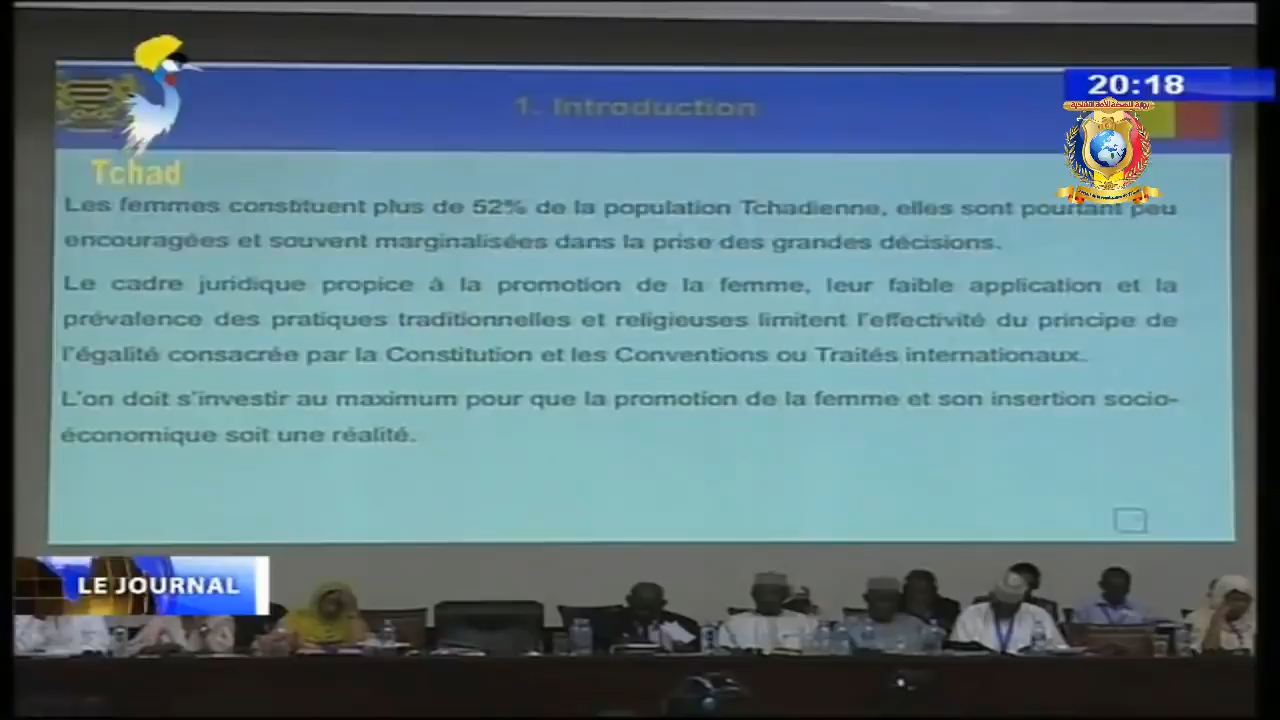 20:18
1. Introduction
Tchad
Les femmes constituent plus de 52% de la population Tchadienne, elles sont pourtant peu
encouragées et souvent marginalisées dans la prise des grandes décisions.
Le cadre juridique propice à la promotion de la femme, leur faible application et la
prévalence des pratiques traditionnelles et religieuses limitent l'effectivité du principe de
l'égalité consacrée par la Constitution et les Conventions ou Traités internationaux.
L'on doit s'investir au maximum pour que la promotion de la femme et son insertion socio-
économique soit une réalité.
LE JOURNAL